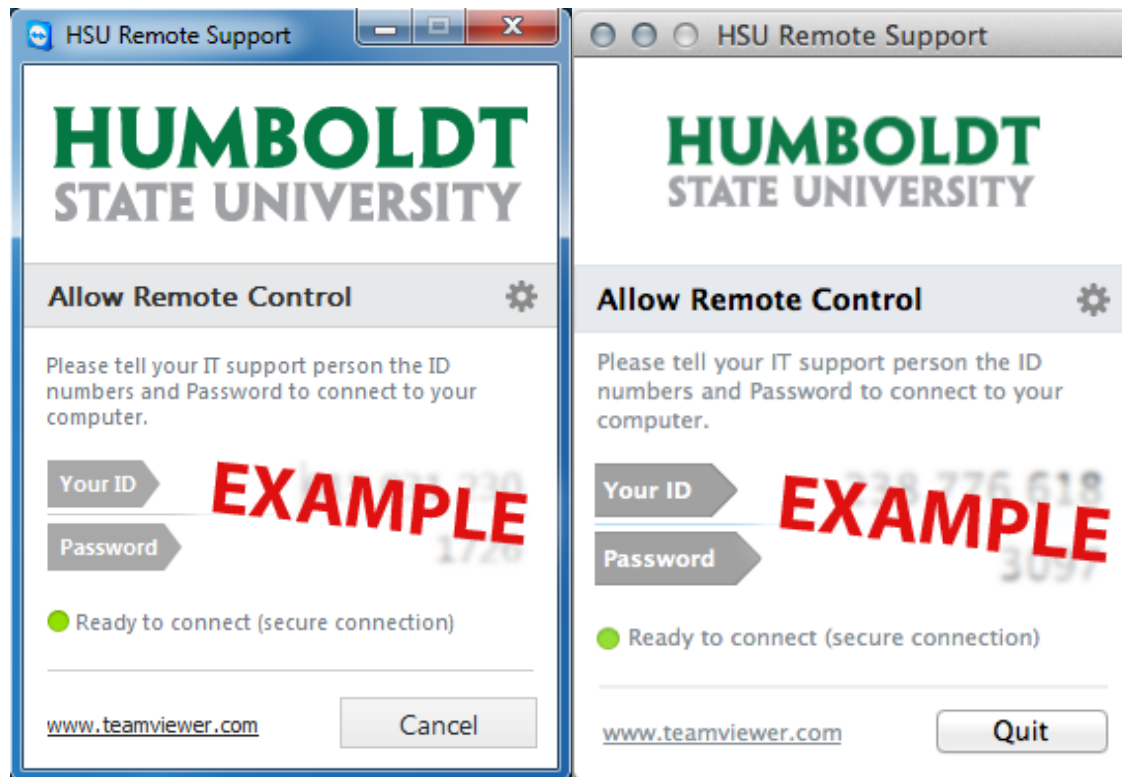 HSU Remote Support
HUMBOLDT
STATE UNIVERSITY
Allow Remote Control
Please tell your IT support person the ID
numbers and Password to connect to your
computer.
Your ID
EXAMPLE
Password
Ready to connect (secure connection)
www.teamviewer.com
Cancel
HSU Remote Support
HUMBOLDT
STATE UNIVERSITY
Allow Remote Control
Please tell your IT support person the ID
numbers and Password to connect to your
computer.
Your ID
EXAMPLE
Password
Ready to connect (secure connection)
www.teamviewer.com
Quit